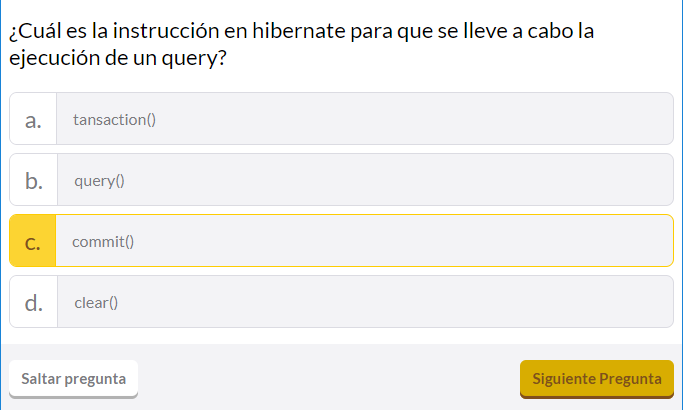 ¿Cuál es la instrucción en hibernate para que se lleve a cabo la
ejecución de un query?
a. tansaction()
b. query()
c. commit()
d. clear()
Saltar pregunta Siguiente Pregunta